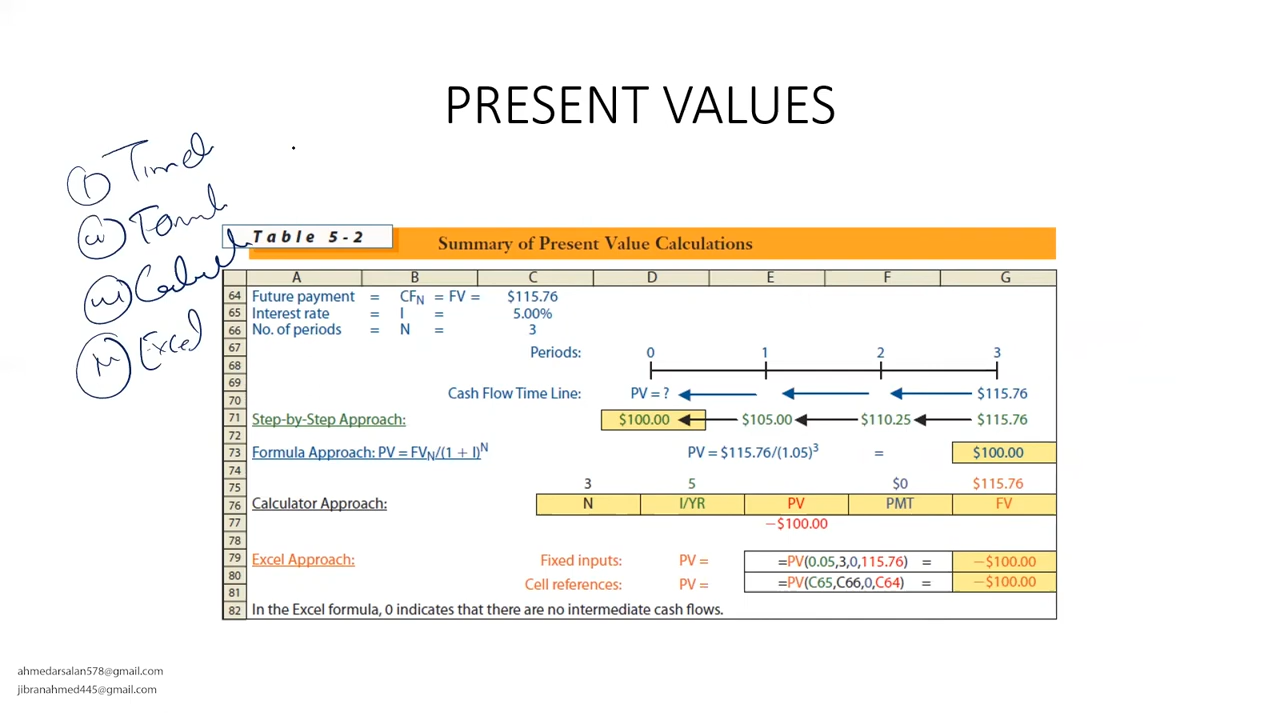 PRESENT VALUES
i Time
ii Formula
iii Calcul
iv Excel
Table 5-2 Summary of Present Value Calculations
A B C D E F G
64 Future payment = CFN = FV = $115.76
65 Interest rate = I = 5.00%
66 No. of periods = N = 3
67 Periods: 0 1 2 3
68
69
70 Cash Flow Time Line: PV = ? $115.76
71 Step-by-Step Approach: $100.00 $105.00 $110.25 $115.76
72
73 Formula Approach: PV = FVN/(1 + I)N PV = $115.76/(1.05)3 = $100.00
74
75 3 5 $0 $115.76
76 Calculator Approach: N I/YR PV PMT FV
77 −$100.00
78
79 Excel Approach: Fixed inputs: PV = =PV(0.05,3,0,115.76) = −$100.00
80
81 Cell references: PV = =PV(C65,C66,0,C64) = −$100.00
82 In the Excel formula, 0 indicates that there are no intermediate cash flows.
ahmedarsalan578@gmail.com
jibranahmed445@gmail.com